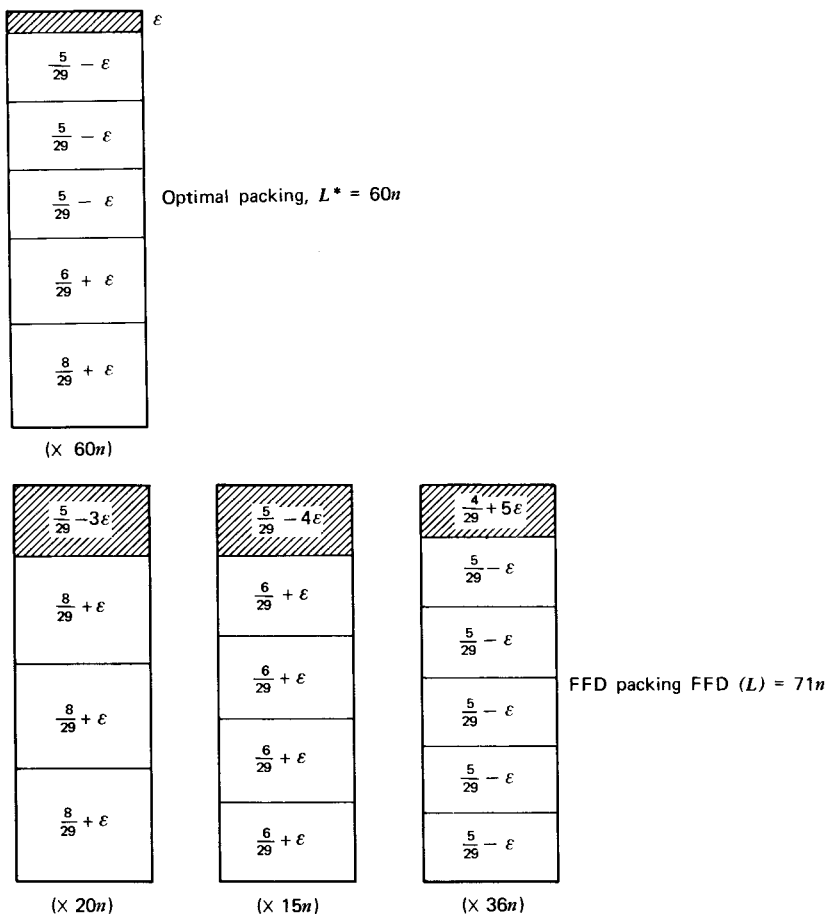 ε
5/29 − ε
5/29 − ε
5/29 − ε
6/29 + ε
8/29 + ε
Optimal packing, L* = 60n
(× 60n)
5/29 −3ε
8/29 + ε
8/29 + ε
8/29 + ε
(× 20n)
5/29 −4ε
6/29 + ε
6/29 + ε
6/29 + ε
6/29 + ε
(× 15n)
4/29 + 5ε
5/29 − ε
5/29 − ε
5/29 − ε
5/29 − ε
5/29 − ε
(× 36n)
FFD packing FFD (L) = 71n